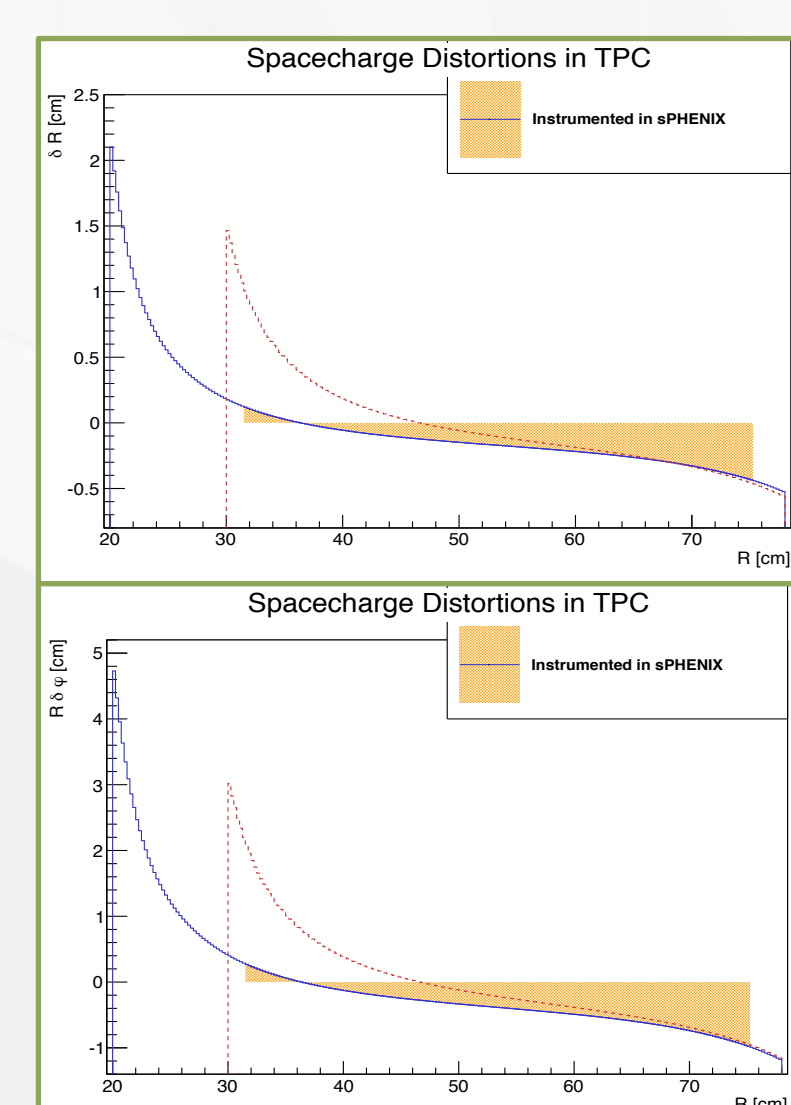 Spacecharge Distortions in TPC
Instrumented in sPHENIX
δ R [cm]
2.5
2
1.5
1
0.5
0
-0.5
20 30 40 50 60 70
R [cm]
Spacecharge Distortions in TPC
Instrumented in sPHENIX
R δ φ [cm]
5
4
3
2
1
0
-1
20 30 40 50 60 70
R [cm]